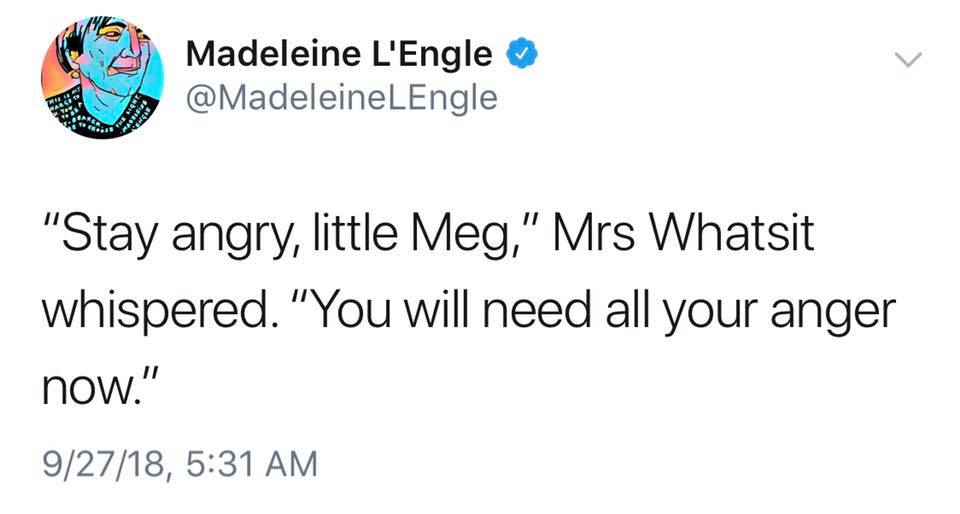 Madeleine L'Engle
@MadeleineLEngle
“Stay angry, little Meg,” Mrs Whatsit
whispered. “You will need all your anger
now.”
9/27/18, 5:31 AM